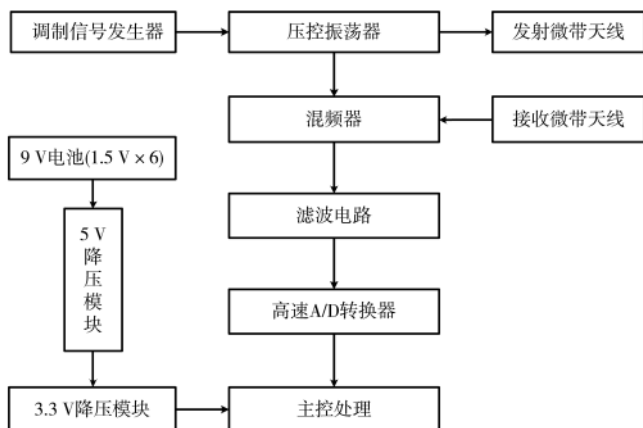 调制信号发生器
压控振荡器
发射微带天线
混频器
接收微带天线
9 V电池(1.5 V × 6)
滤波电路
5 V
降
压
模
块
高速A/D转换器
3.3 V降压模块
主控处理